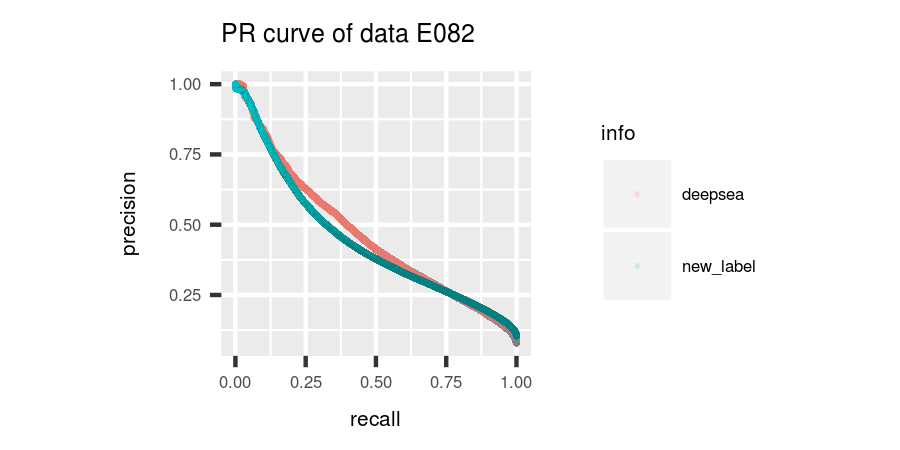 PR curve of data E082
1.00
0.75
0.50
0.25
precision
0.00 0.25 0.50 0.75 1.00
recall
info
deepsea
new_label